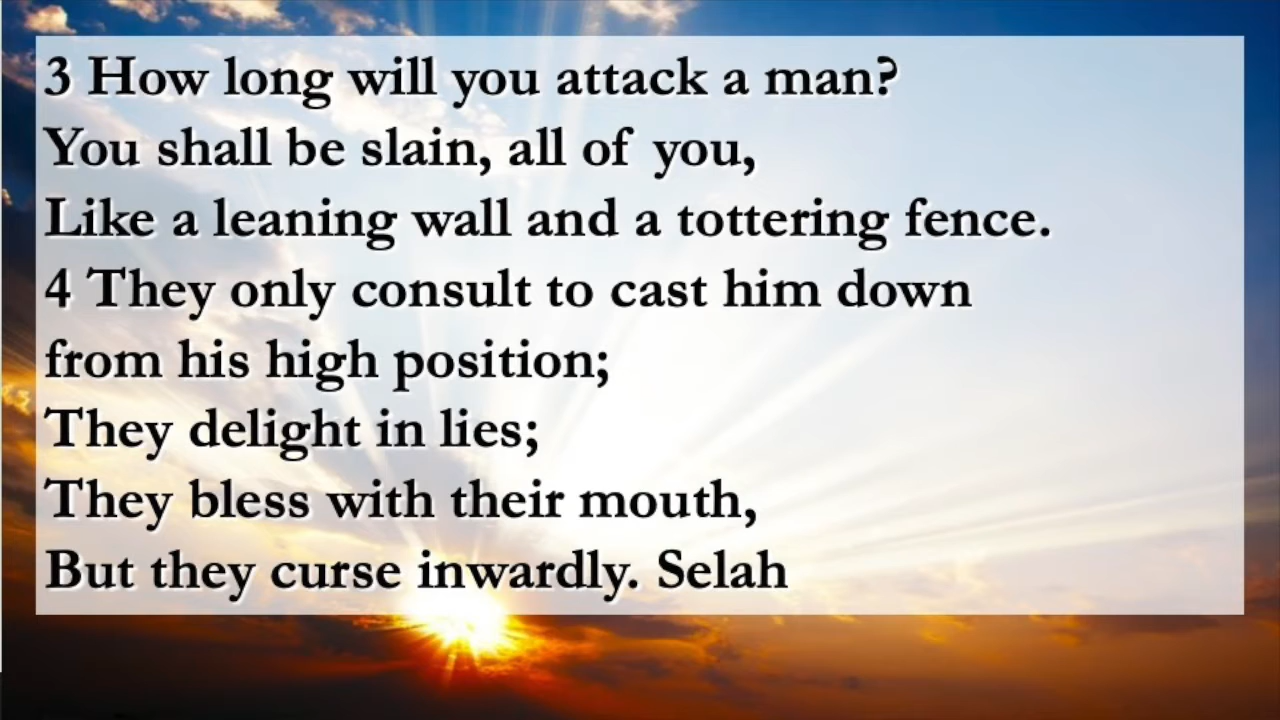 3 How long will you attack a man?
You shall be slain, all of you,
Like a leaning wall and a tottering fence.
4 They only consult to cast him down
from his high position;
They delight in lies;
They bless with their mouth,
But they curse inwardly. Selah